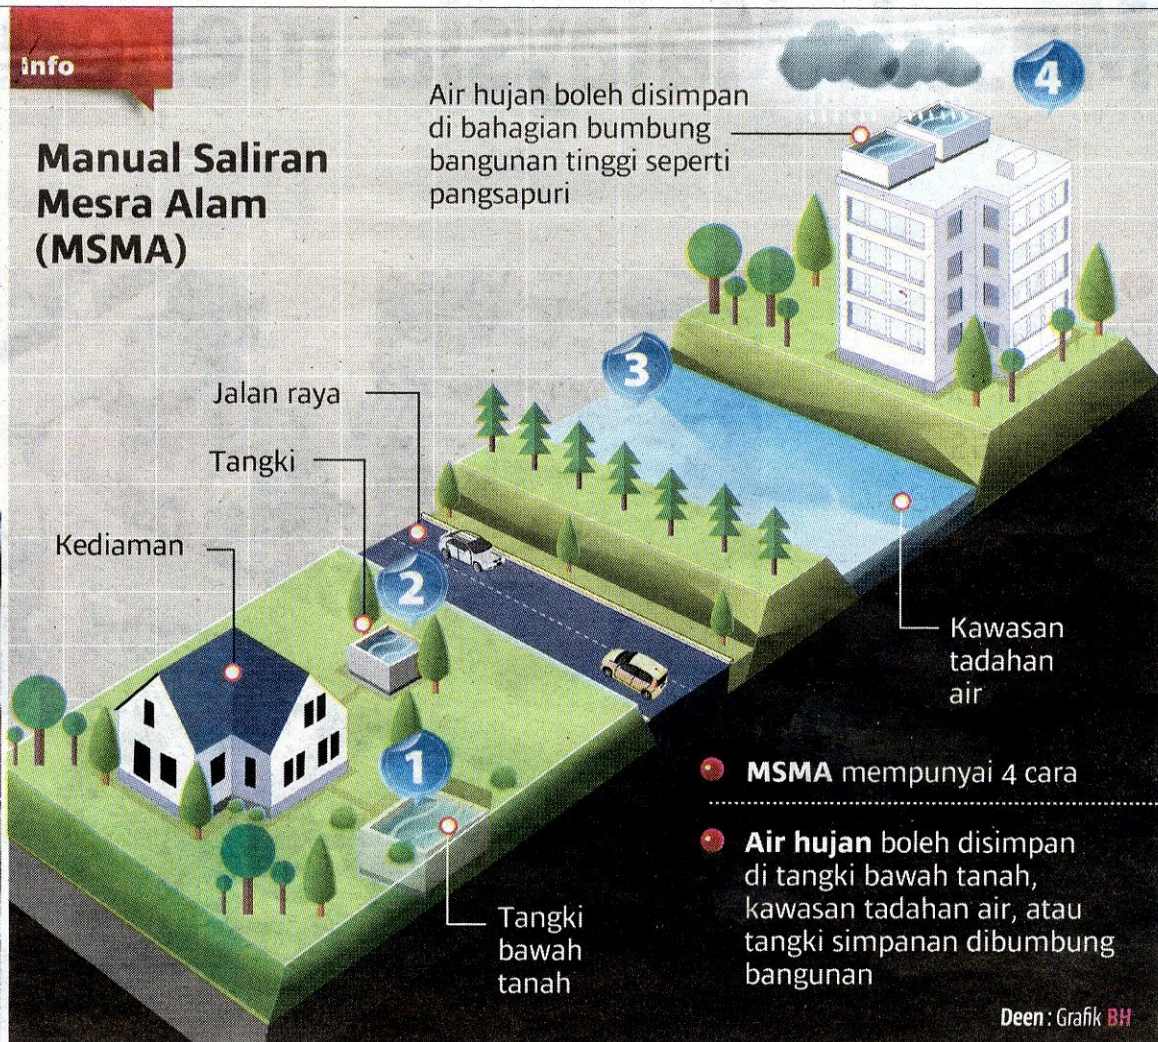 info
Manual Saliran
Mesra Alam
(MSMA)
Air hujan boleh disimpan
di bahagian bumbung
bangunan tinggi seperti
pangsapuri
4
3
Jalan raya
Tangki
Kediaman
2
Kawasan
tadahan
air
1
MSMA mempunyai 4 cara
Air hujan boleh disimpan
di tangki bawah tanah,
kawasan tadahan air, atau
tangki simpanan dibumbung
bangunan
Tangki
bawah
tanah
Deen : Grafik BH